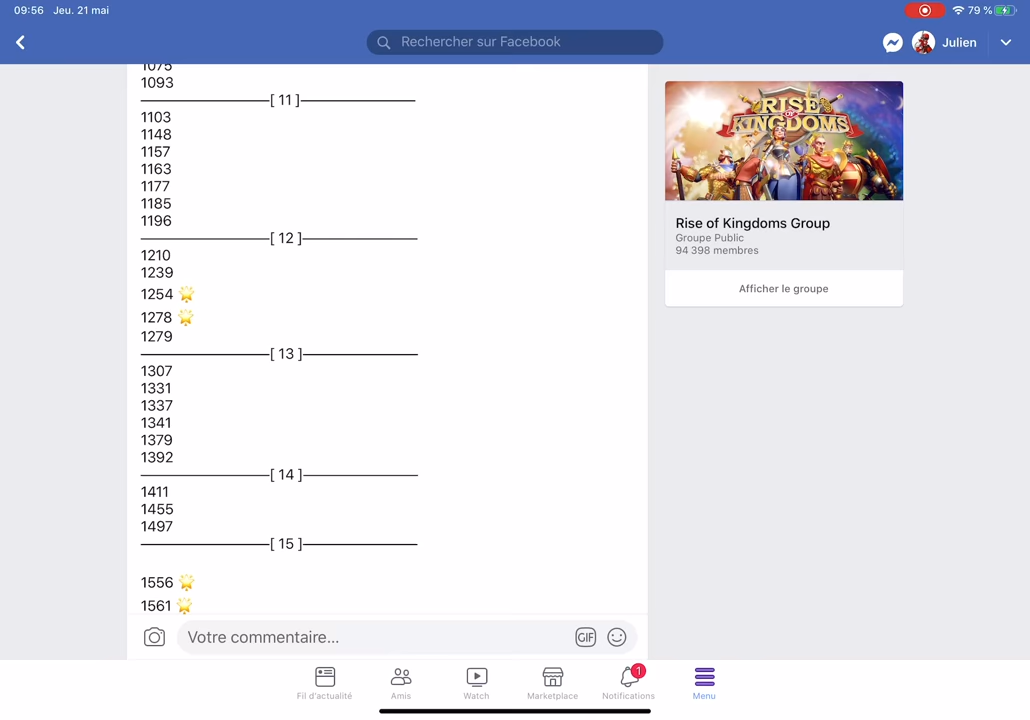 09:56 Jeu. 21 mai
79 %
Rechercher sur Facebook
Julien
1075
1093
[ 11 ]
1103
1148
1157
1163
1177
1185
1196
[ 12 ]
1210
1239
1254
1278
1279
[ 13 ]
1307
1331
1337
1341
1379
1392
[ 14 ]
1411
1455
1497
[ 15 ]
1556
1561
RISE OF KINGDOMS
Rise of Kingdoms Group
Groupe Public
94 398 membres
Afficher le groupe
Votre commentaire...
GIF
1
Fil d'actualité
Amis
Watch
Marketplace
Notifications
Menu